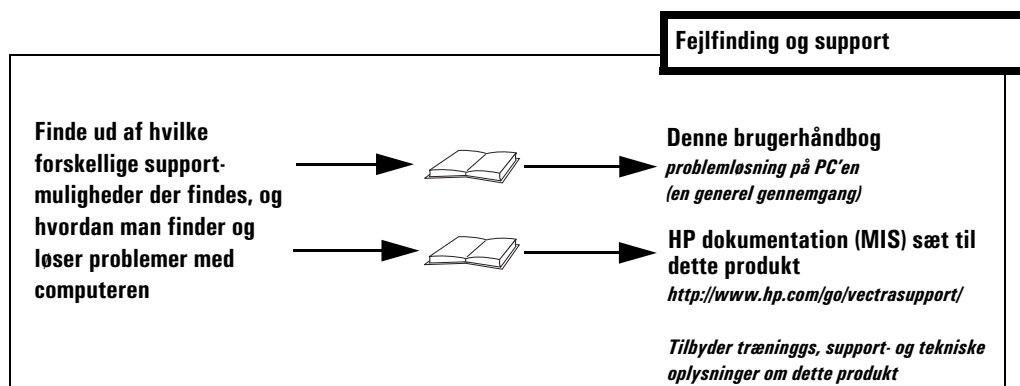 Fejlfinding og support
Finde ud af hvilke
forskellige support-
muligheder der findes, og
hvordan man finder og
løser problemer med
computeren
Denne brugerhåndbog
problemløsning på PC'en
(en generel gennemgang)
HP dokumentation (MIS) sæt til
dette produkt
http://www.hp.com/go/vectrasupport/
Tilbyder træninggs, support- og tekniske
oplysninger om dette produkt